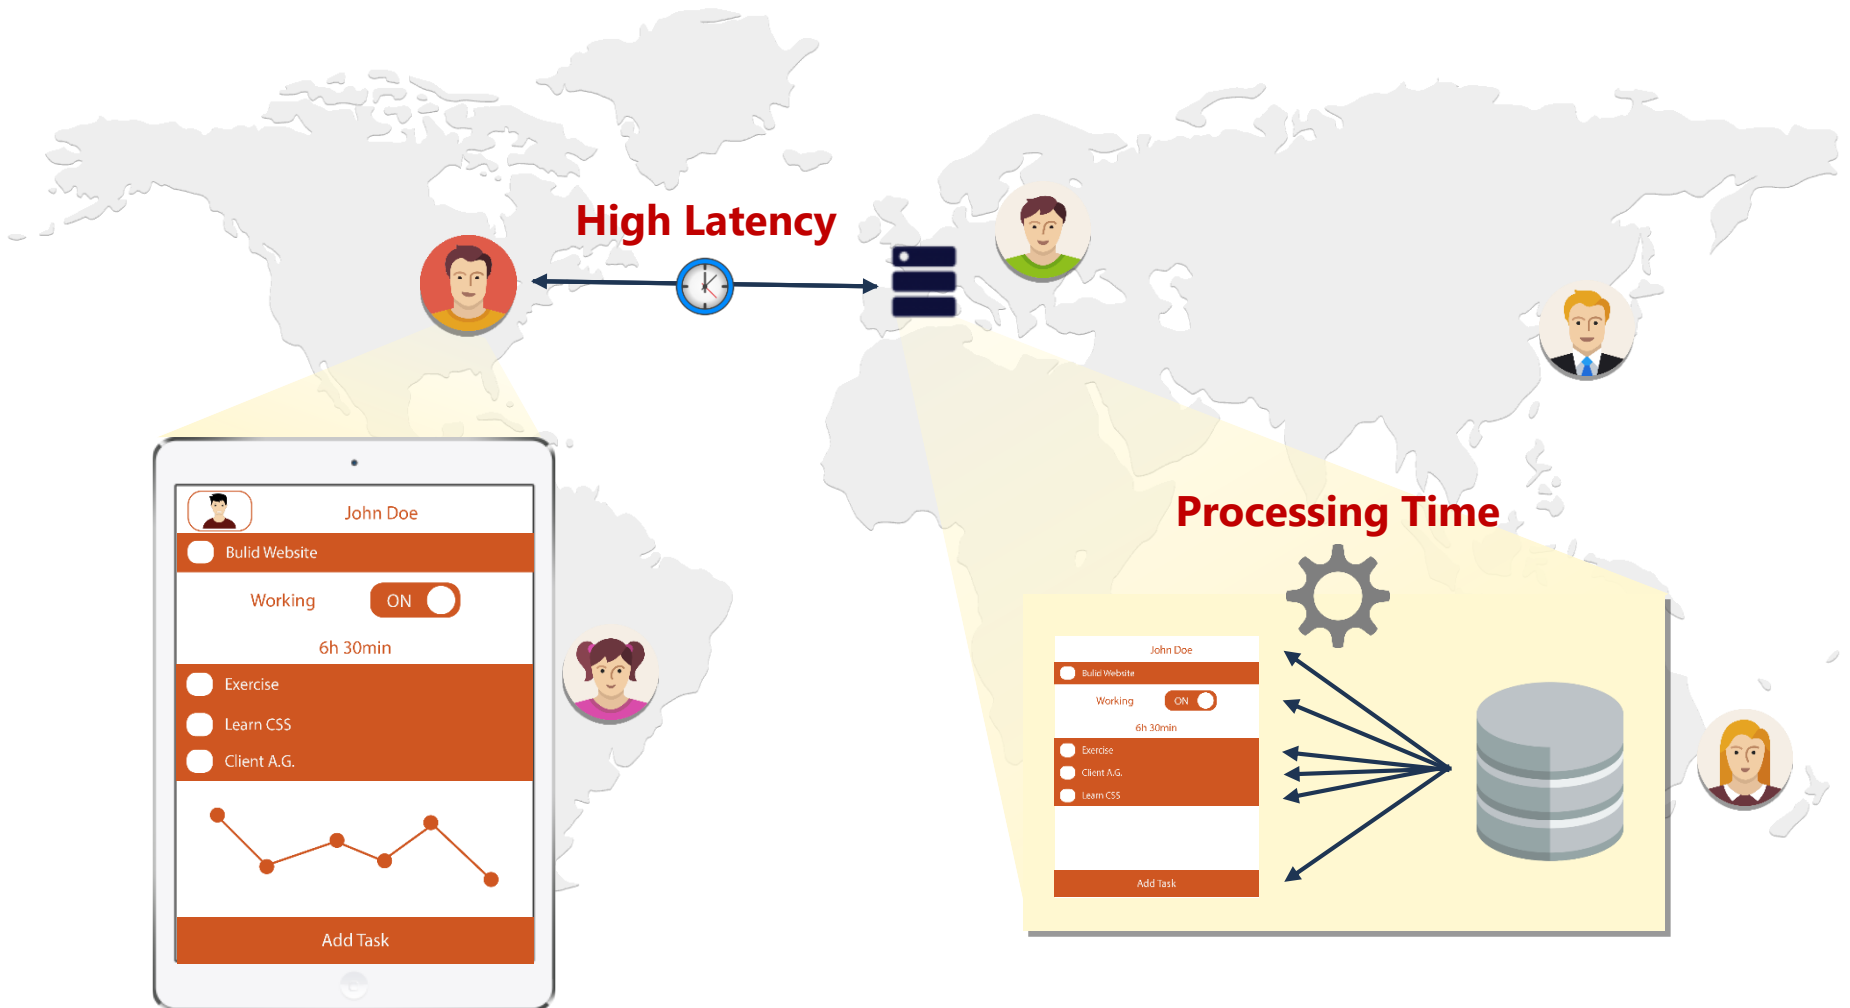 High Latency
John Doe
Bulid Website
Working
ON
6h 30min
Exercise
Learn CSS
Client A.G.
Add Task
Processing Time
John Doe
Bulid Website
Working
ON
6h 30min
Exercise
Client A.G.
Learn CSS
Add Task